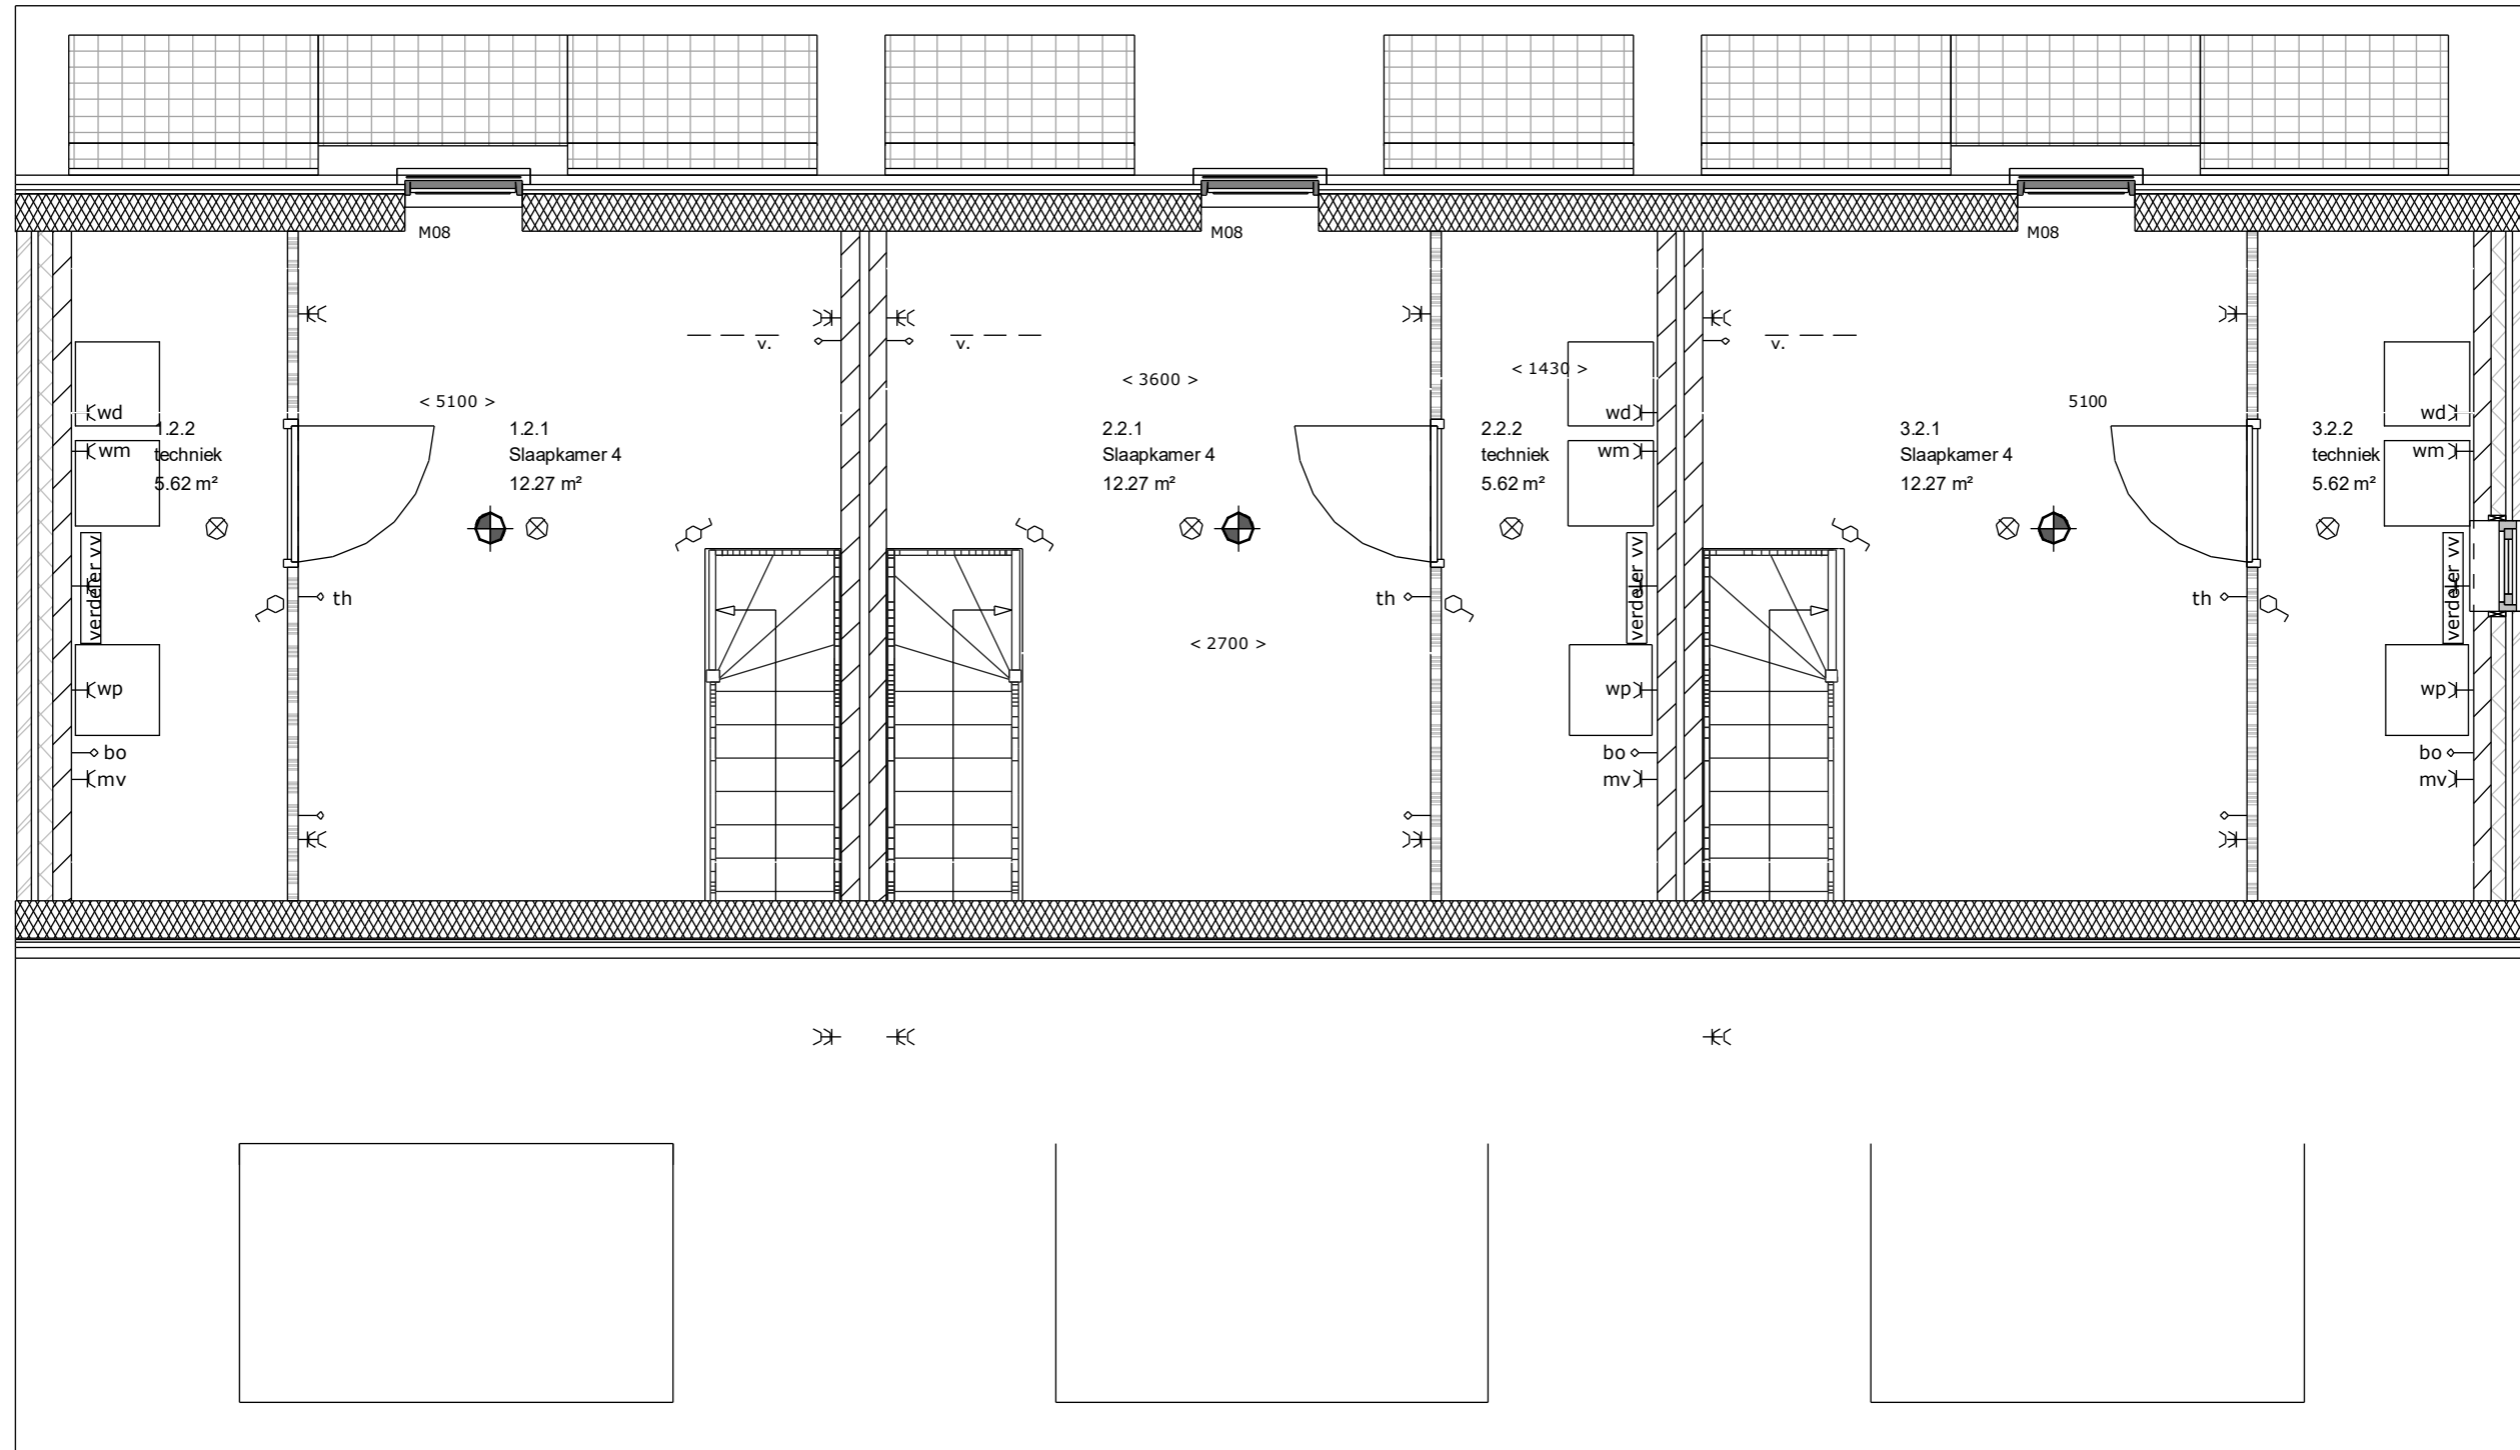 M08
M08
M08
v.
v.
v.
< 5100 >
< 3600 >
< 1430 >
5100
wd
wm
1.2.2
techniek
5.62 m²
1.2.1
Slaapkamer 4
12.27 m²
2.2.1
Slaapkamer 4
12.27 m²
2.2.2
techniek
5.62 m²
wd
wm
3.2.1
Slaapkamer 4
12.27 m²
3.2.2
techniek
5.62 m²
wd
wm
verdeler vv
th
th
verdeler vv
th
verdeler vv
< 2700 >
wp
wp
wp
bo
mv
bo
mv
bo
mv